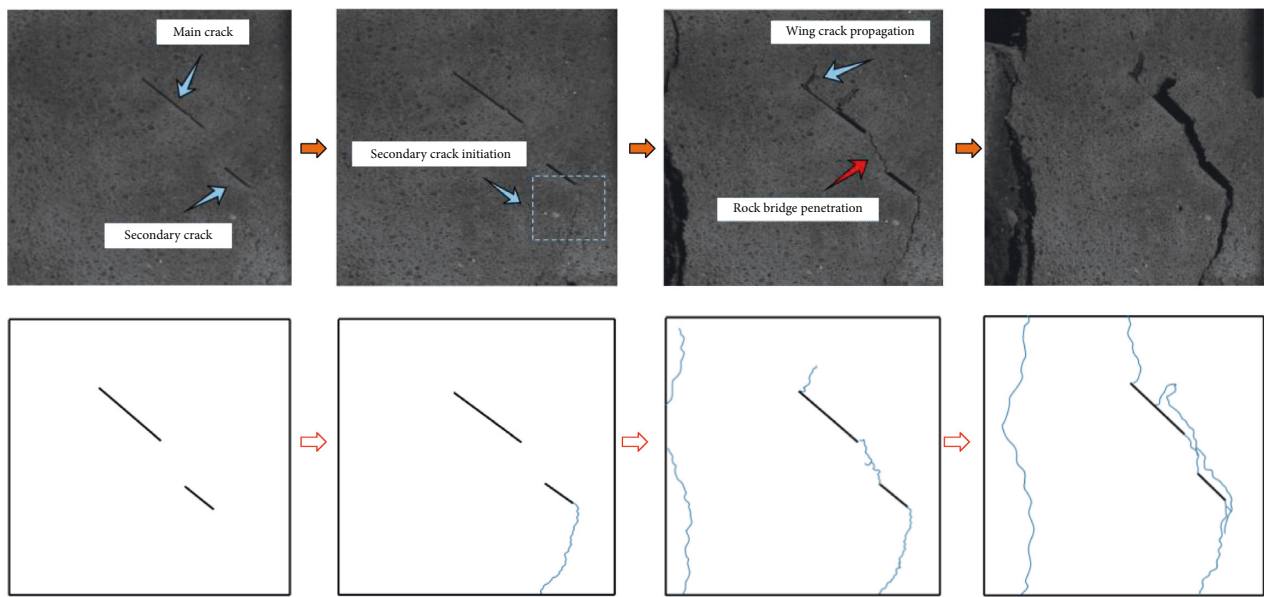 Main crack
Secondary crack
Secondary crack initiation
Wing crack propagation
Rock bridge penetration